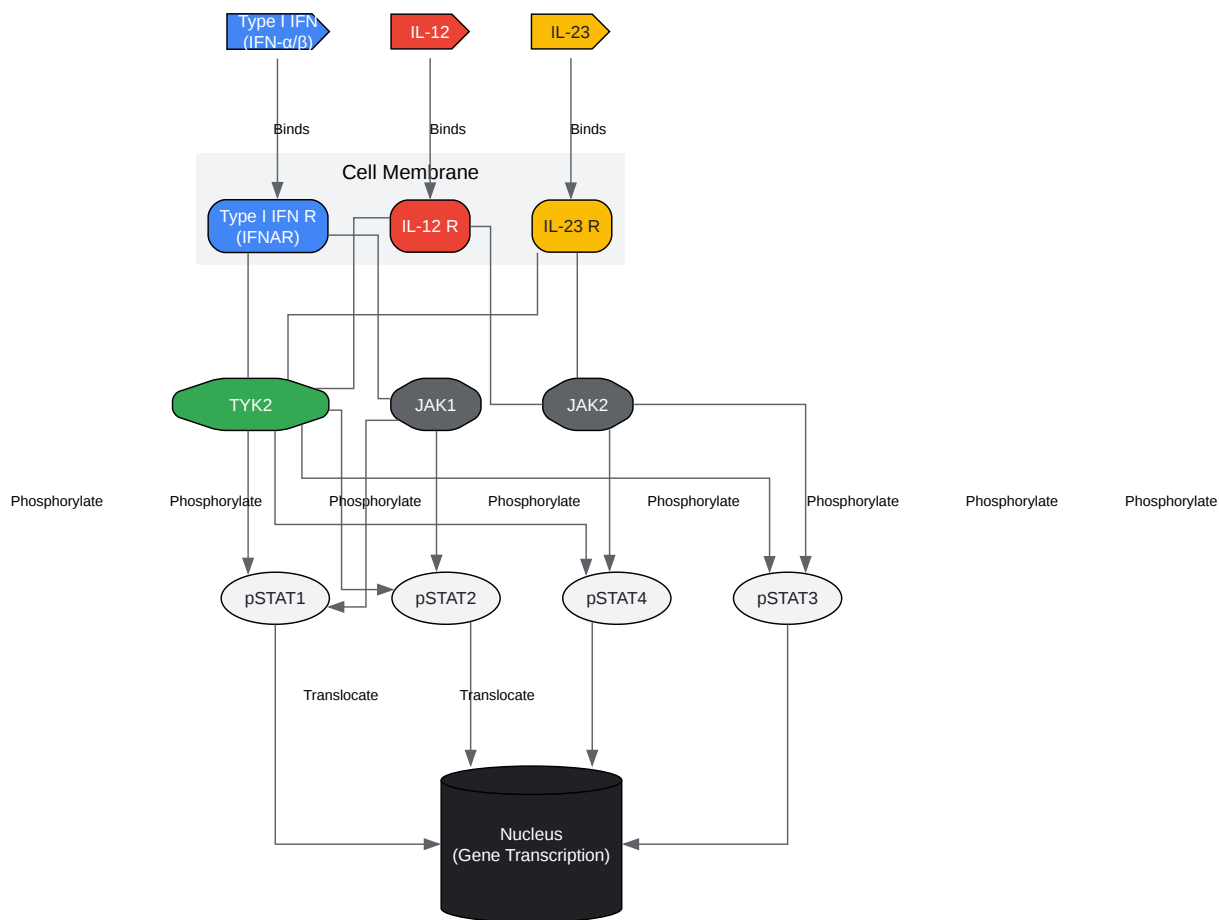 Type I IFN
(IFN-α/β)
IL-12
IL-23
Binds
Binds
Binds
Cell Membrane
Type I IFN R
(IFNAR)
IL-12 R
IL-23 R
TYK2
JAK1
JAK2
Phosphorylate
Phosphorylate
Phosphorylate
Phosphorylate
Phosphorylate
Phosphorylate
Phosphorylate
Phosphorylate
pSTAT1
pSTAT2
pSTAT4
pSTAT3
Translocate
Translocate
Nucleus
(Gene Transcription)